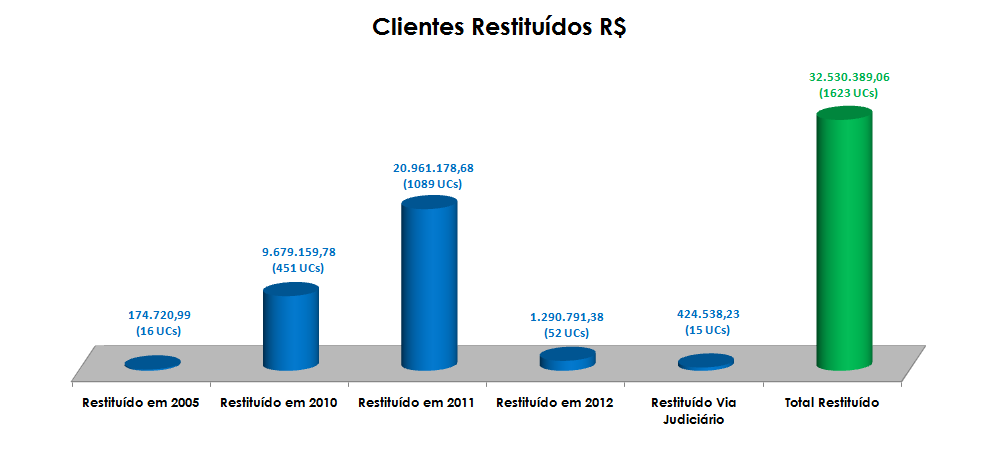 Clientes Restituídos R$
32.530.389,06
(1623 UCs)
20.961.178,68
(1089 UCs)
9.679.159,78
(451 UCs)
174.720,99
(16 UCs)
1.290.791,38
(52 UCs)
424.538,23
(15 UCs)
Restituído em 2005
Restituído em 2010
Restituído em 2011
Restituído em 2012
Restituído Via
Judiciário
Total Restituído